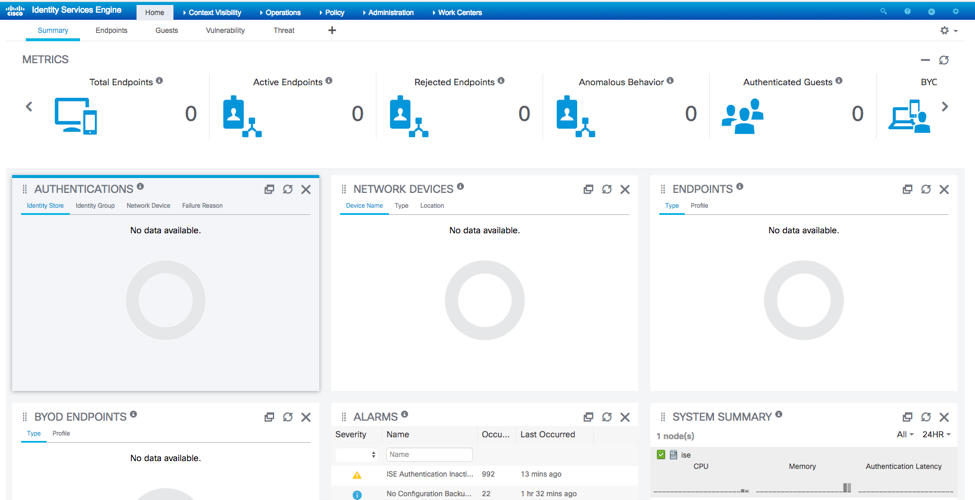 CISCO Identity Services Engine Home Context Visibility Operations Policy Administration Work Centers
Summary Endpoints Guests Vulnerability Threat +
METRICS
Total Endpoints Active Endpoints Rejected Endpoints Anomalous Behavior Authenticated Guests BYC
0 0 0 0 0
AUTHENTICATIONS
Identity Store Identity Group Network Device Failure Reason
No data available.
NETWORK DEVICES
Device Name Type Location
No data available.
ENDPOINTS
Type Profile
No data available.
BYOD ENDPOINTS
Type Profile
No data available.
ALARMS
Severity Name Occu... Last Occurred
Name
ISE Authentication Inacti... 992 13 mins ago
No Configuration Backu... 22 1 hr 32 mins ago
SYSTEM SUMMARY
1 node(s) All 24HR
ise
CPU Memory Authentication Latency